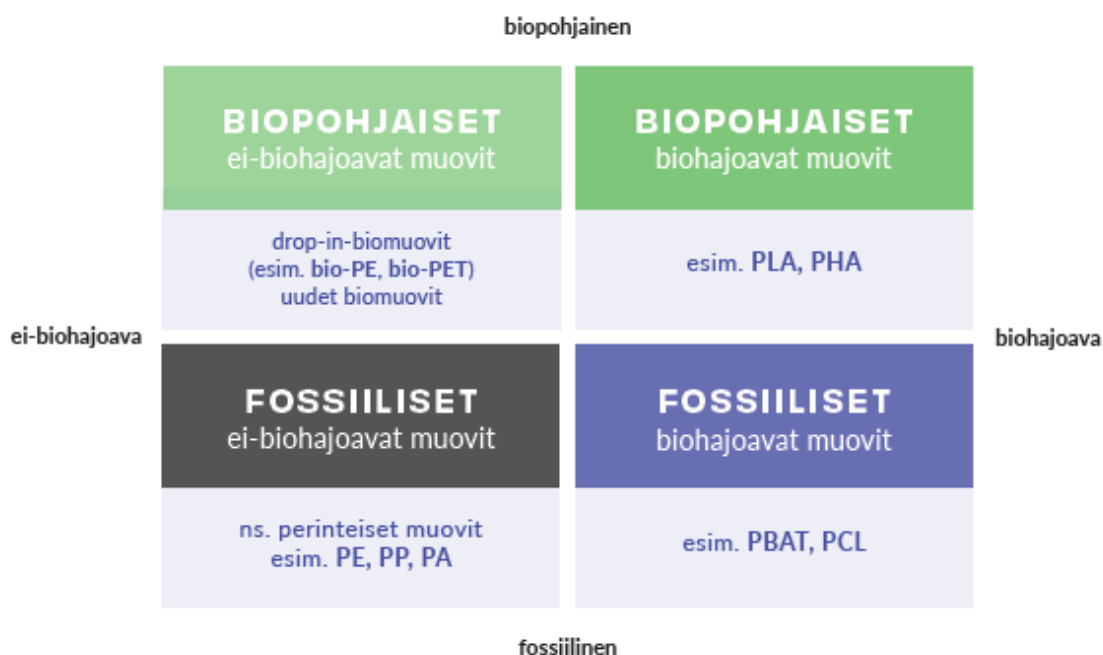 biopohjainen
BIOPOHJAISET
ei-biohajoavat muovit
drop-in-biomuovit
(esim. bio-PE, bio-PET)
uudet biomuovit
BIOPOHJAISET
biohajoavat muovit
esim. PLA, PHA
ei-biohajoava
biohajoava
FOSSIILISET
ei-biohajoavat muovit
ns. perinteiset muovit
esim. PE, PP, PA
FOSSIILISET
biohajoavat muovit
esim. PBAT, PCL
fossiilinen